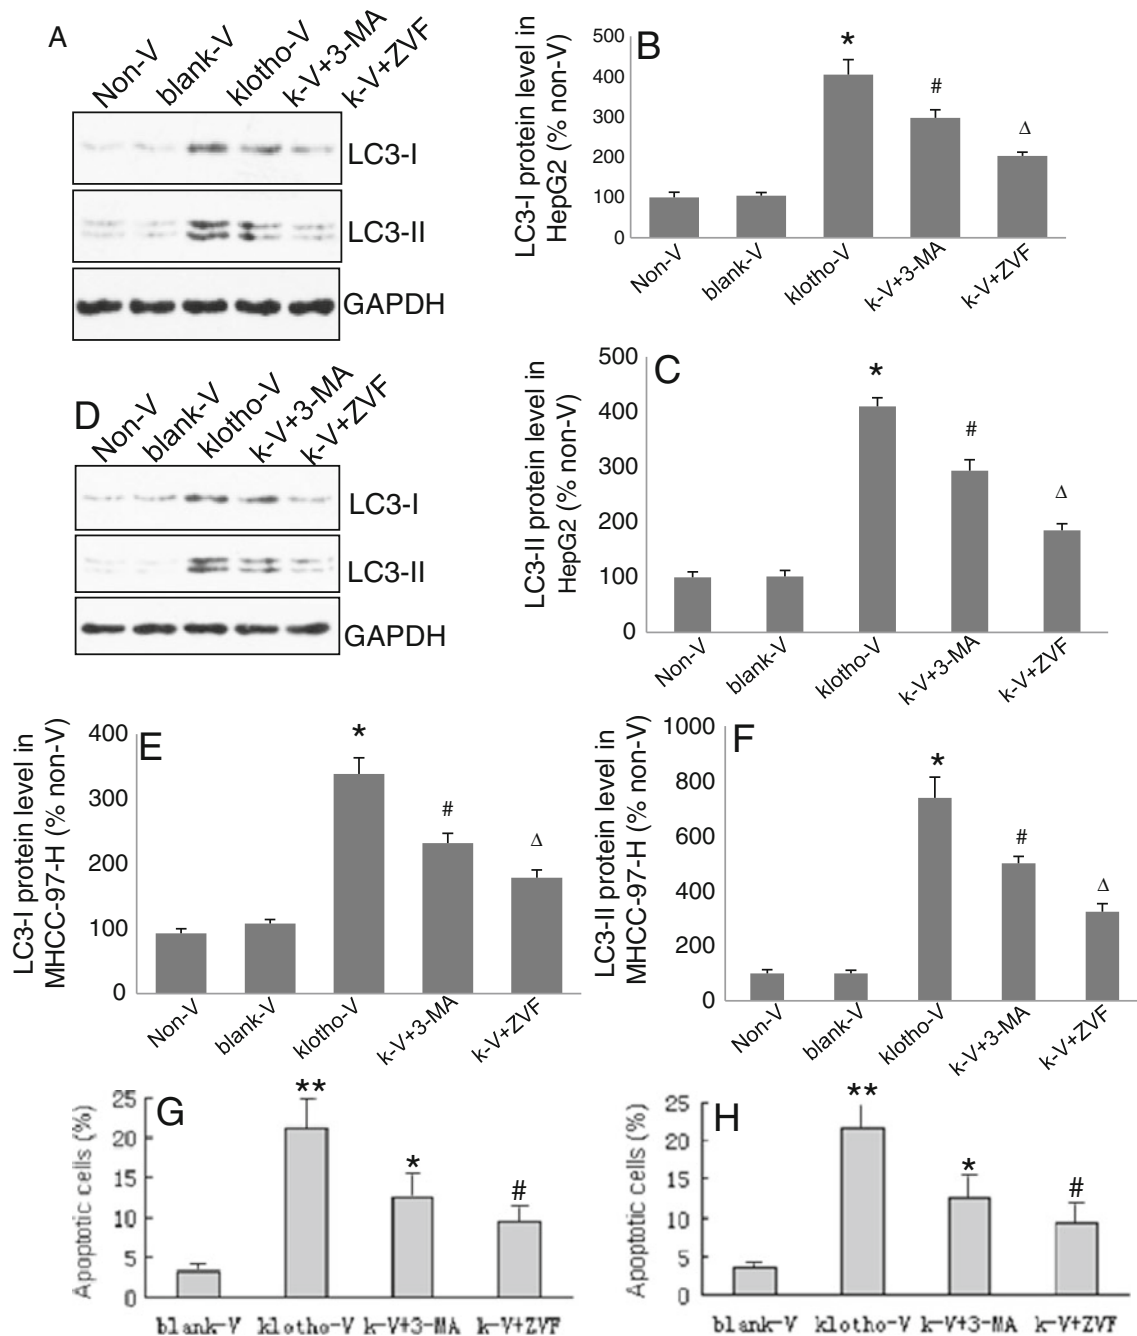 A
Non-V blank-V klotho-V k-V+3-MA k-V+ZVF
LC3-I
LC3-II
GAPDH
B
LC3-I protein level in
HepG2 (% non-V)
500
400
300
200
100
0
* # Δ
Non-V blank-V klotho-V k-V+3-MA k-V+ZVF
C
LC3-II protein level in
HepG2 (% non-V)
500
400
300
200
100
0
* # Δ
Non-V blank-V klotho-V k-V+3-MA k-V+ZVF
D
Non-V blank-V klotho-V k-V+3-MA k-V+ZVF
LC3-I
LC3-II
GAPDH
E
LC3-I protein level in
MHCC-97-H (% non-V)
400
300
200
100
0
* # Δ
Non-V blank-V klotho-V k-V+3-MA k-V+ZVF
F
LC3-II protein level in
MHCC-97-H (% non-V)
1000
800
600
400
200
0
* # Δ
Non-V blank-V klotho-V k-V+3-MA k-V+ZVF
G
Apoptotic cells (%)
25
20
15
10
5
0
** * #
blank-V klotho-V k-V+3-MA k-V+ZVF
H
Apoptotic cells (%)
25
20
15
10
5
0
** * #
blank-V klotho-V k-V+3-MA k-V+ZVF